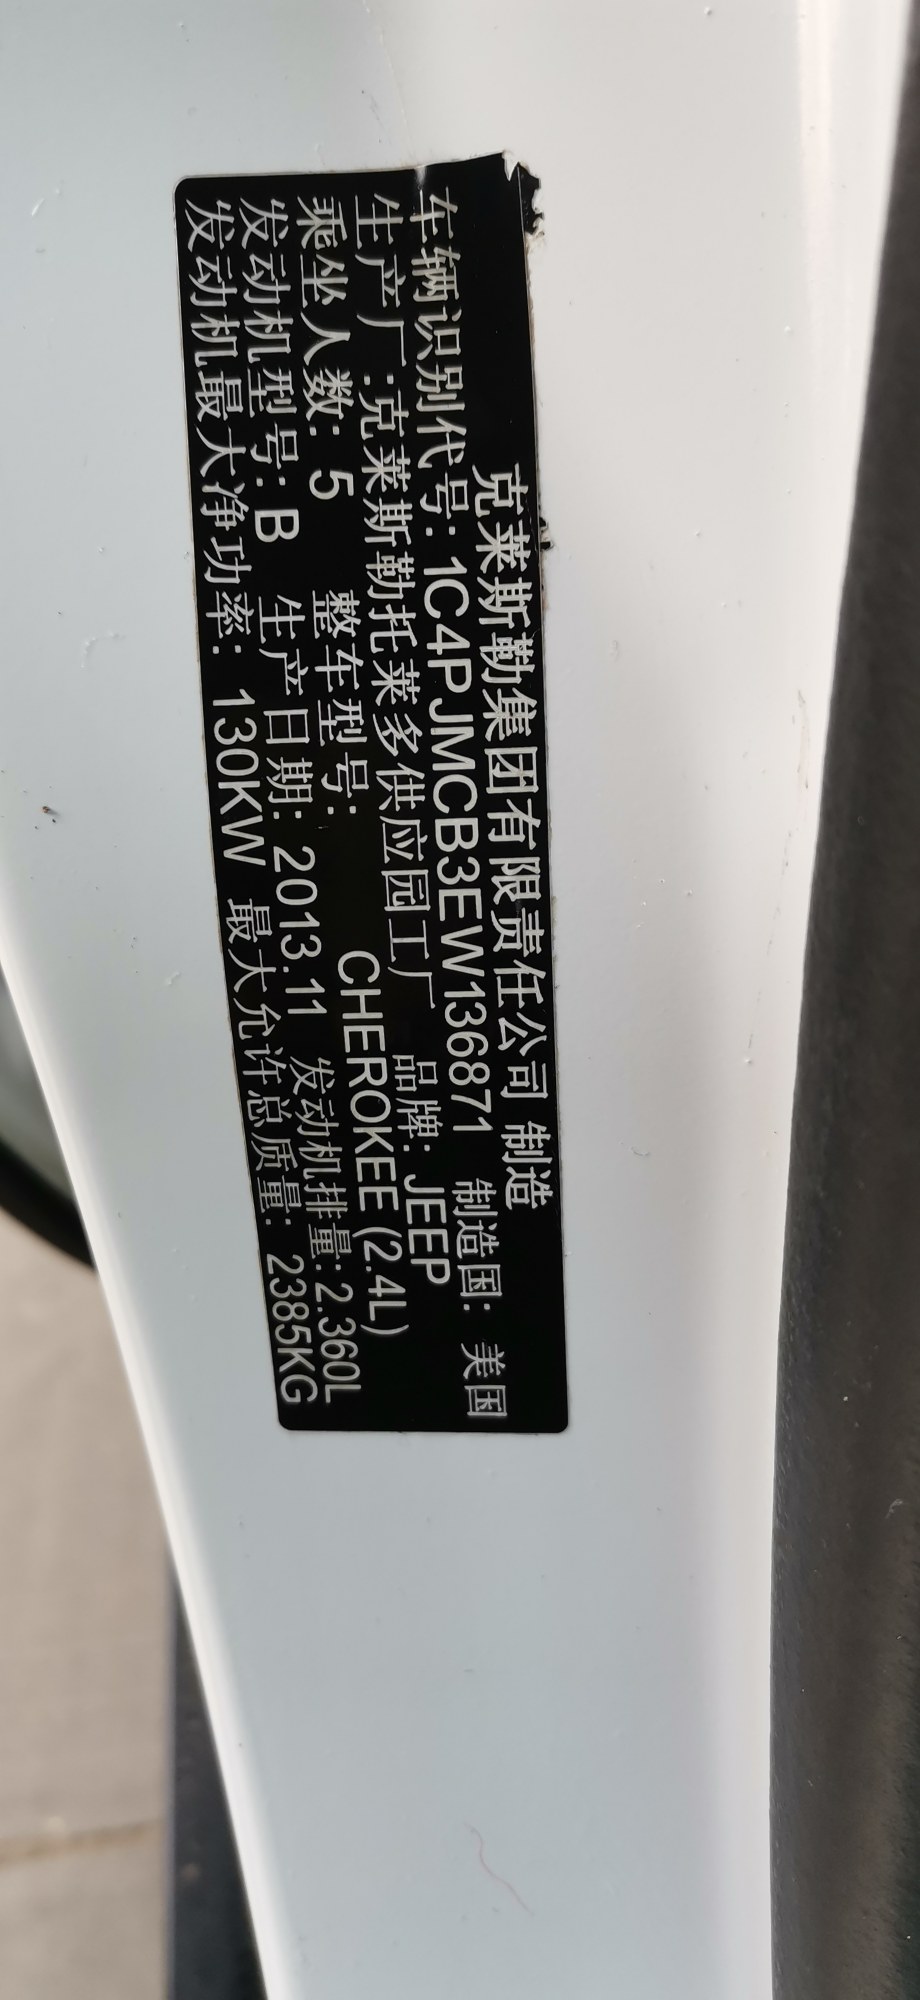 克莱斯勒集团有限责任公司 制造
车辆识别代号: 1C4PJMCB3EW136871 制造国: 美国
生产厂:克莱斯勒托莱多供应园工厂 品牌: JEEP
乘坐人数: 5 整车型号: CHEROKEE (2.4L)
发动机型号: B 生产日期: 2013.11 发动机排量:2.360L
发动机最大净功率: 130KW 最大允许总质量: 2385KG